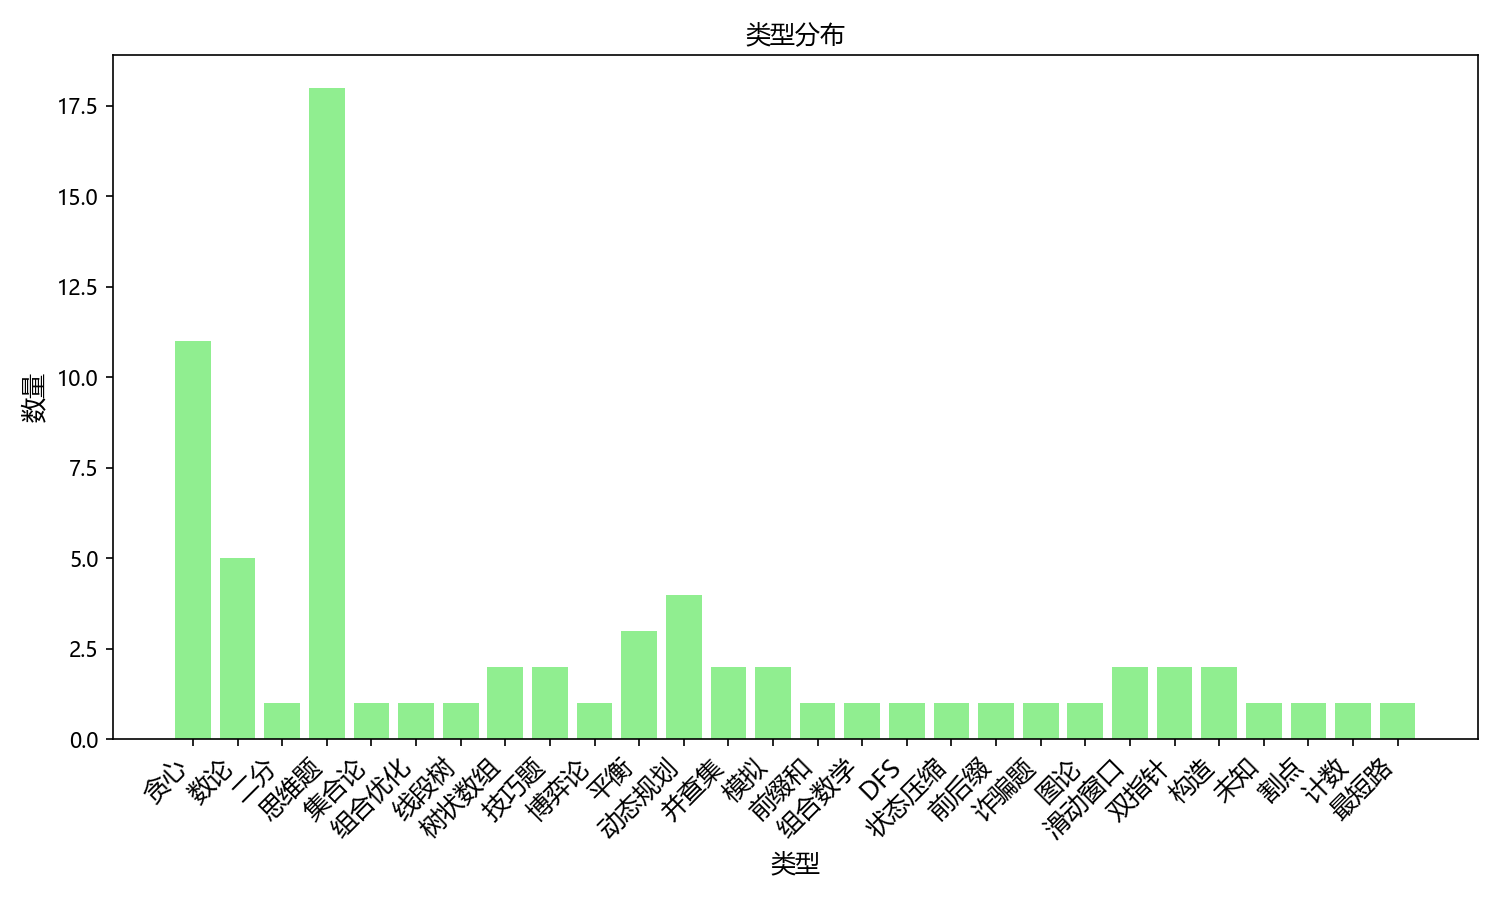 类型分布
数量
17.5
15.0
12.5
10.0
7.5
5.0
2.5
0.0
贪心
数论
二分
思维题
集合论
组合优化
线段树
树状数组
技巧题
博弈论
平衡
动态规划
并查集
模拟
前缀和
组合数学
DFS
状态压缩
前后缀
诈骗题
图论
滑动窗口
双指针
构造
未知
割点
计数
最短路
类型